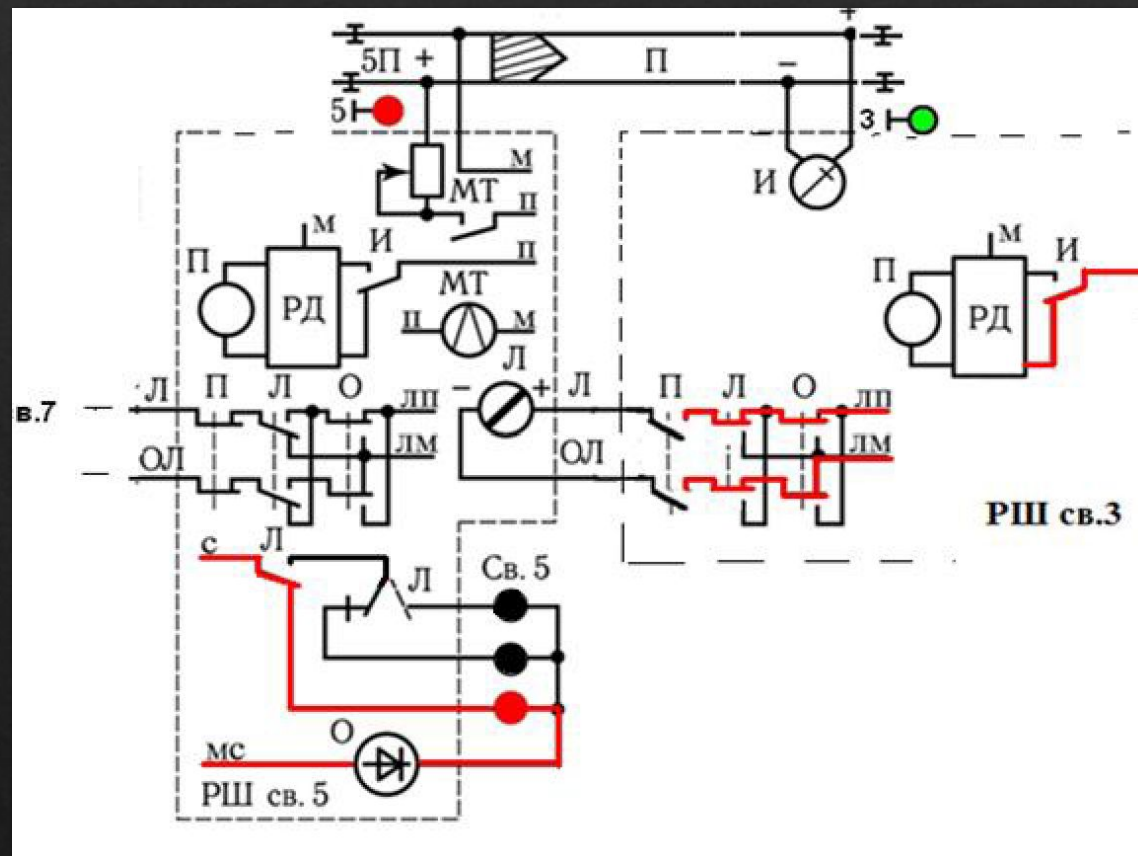 +
5П + П −
5 3
м
МТ И
п
м И п м И
П П
РД МТ РД
п м
Л
Л П Л О лп − + Л П Л О лп
в.7
ОЛ лм ОЛ лм
РШ св.3
с Л Л Св. 5
О
мс
РШ св. 5